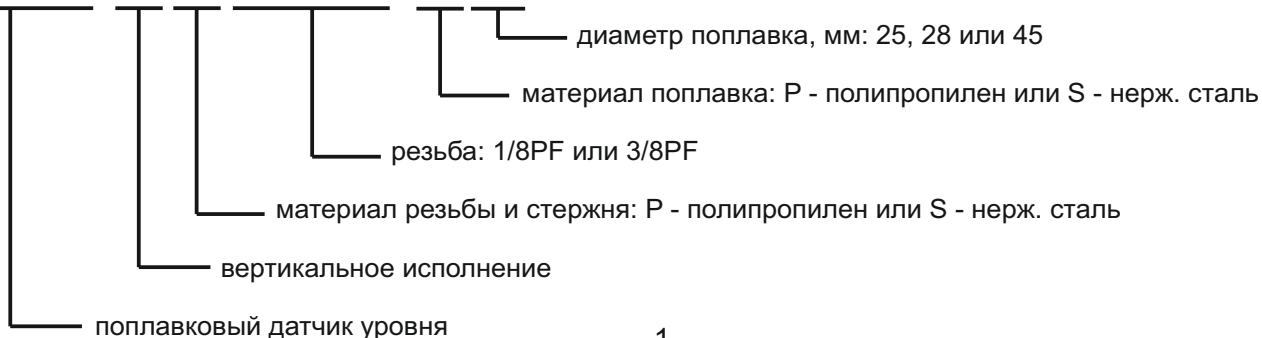 диаметр поплавка, мм: 25, 28 или 45
материал поплавка: P - полипропилен или S - нерж. сталь
резьба: 1/8PF или 3/8PF
материал резьбы и стержня: P - полипропилен или S - нерж. сталь
вертикальное исполнение
поплавковый датчик уровня
1